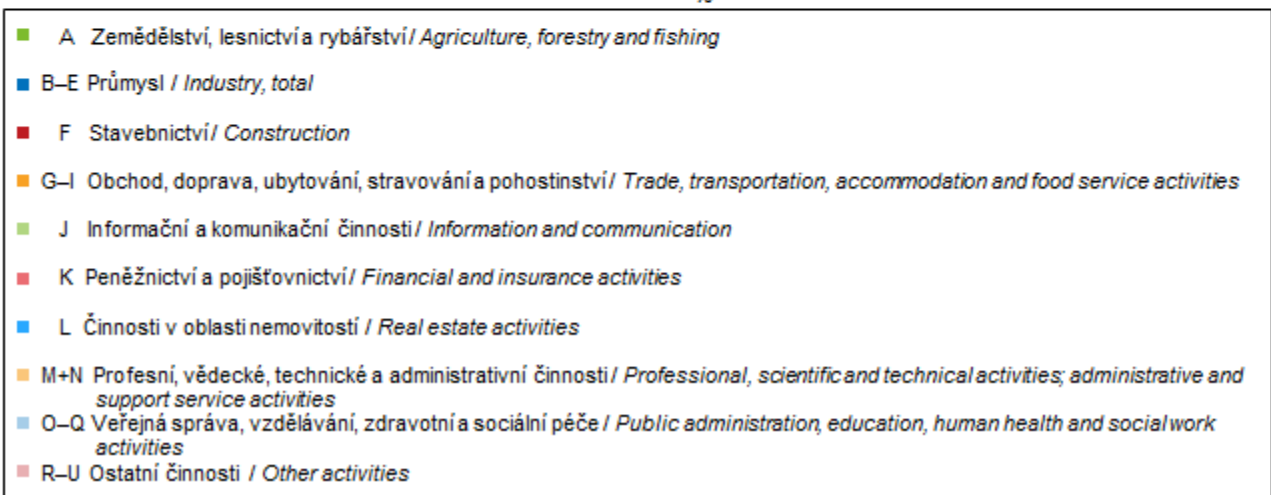 %
A Zemědělství, lesnictví a rybářství / Agriculture, forestry and fishing
B–E Průmysl / Industry, total
F Stavebnictví / Construction
G–I Obchod, doprava, ubytování, stravování a pohostinství / Trade, transportation, accommodation and food service activities
J Informační a komunikační činnosti / Information and communication
K Peněžnictví a pojišťovnictví / Financial and insurance activities
L Činnosti v oblasti nemovitostí / Real estate activities
M+N Profesní, vědecké, technické a administrativní činnosti / Professional, scientific and technical activities; administrative and
support service activities
O–Q Veřejná správa, vzdělávání, zdravotní a sociální péče / Public administration, education, human health and social work
activities
R–U Ostatní činnosti / Other activities